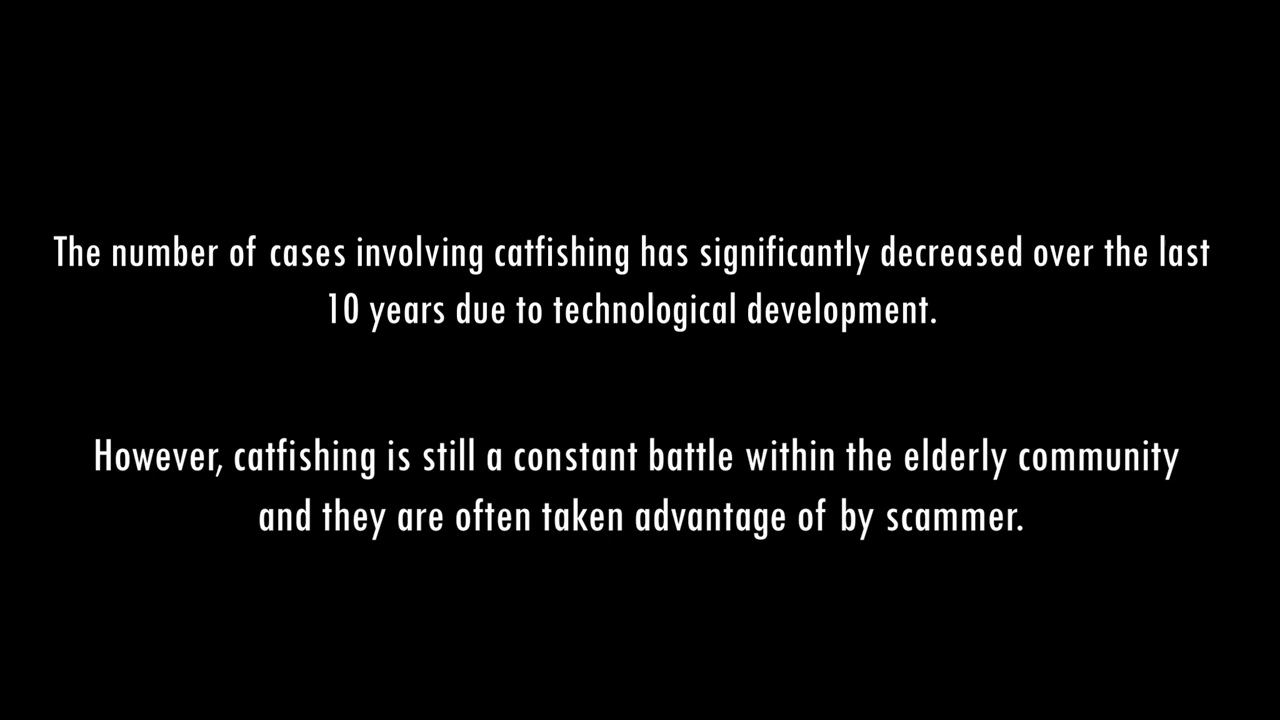 The number of cases involving catfishing has significantly decreased over the last
10 years due to technological development.
However, catfishing is still a constant battle within the elderly community
and they are often taken advantage of by scammer.